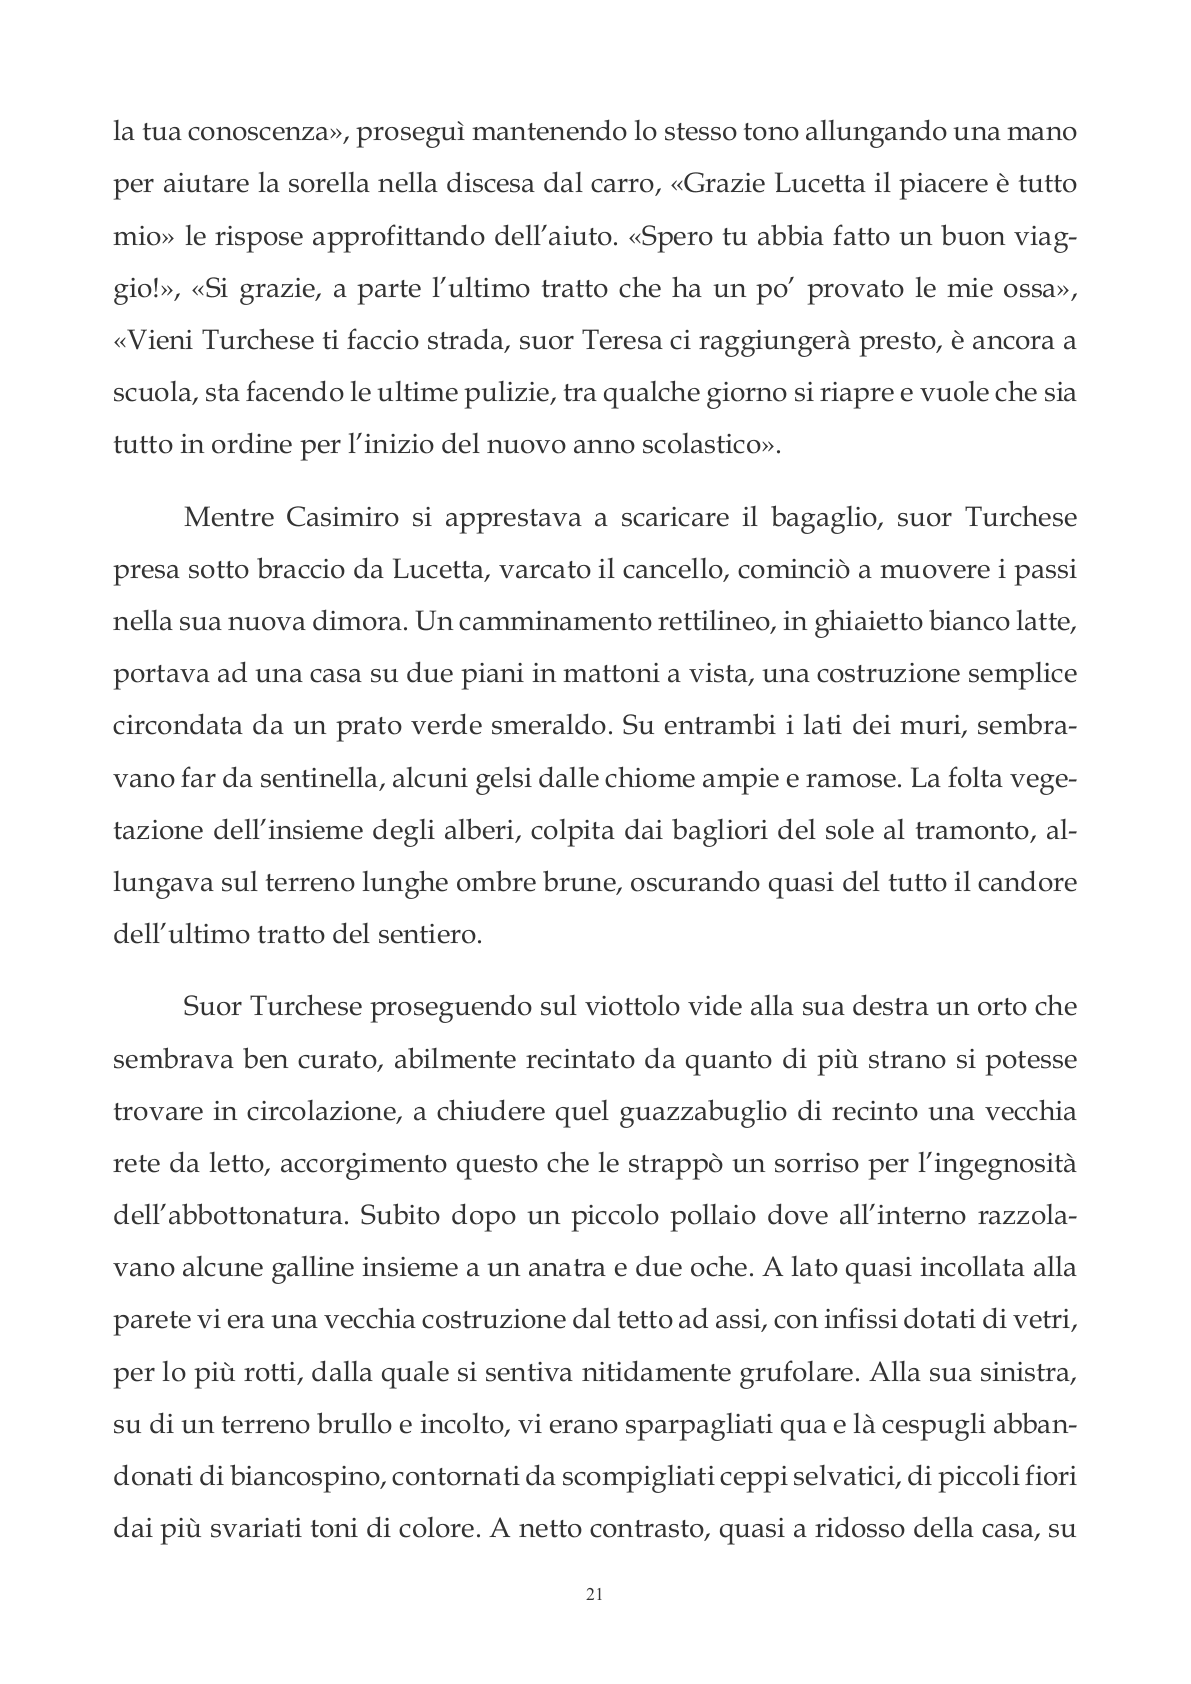 la tua conoscenza», proseguì mantenendo lo stesso tono allungando una mano
per aiutare la sorella nella discesa dal carro, «Grazie Lucetta il piacere è tutto
mio» le rispose approfittando dell’aiuto. «Spero tu abbia fatto un buon viag-
gio!», «Si grazie, a parte l’ultimo tratto che ha un po’ provato le mie ossa»,
«Vieni Turchese ti faccio strada, suor Teresa ci raggiungerà presto, è ancora a
scuola, sta facendo le ultime pulizie, tra qualche giorno si riapre e vuole che sia
tutto in ordine per l’inizio del nuovo anno scolastico».
Mentre Casimiro si apprestava a scaricare il bagaglio, suor Turchese
presa sotto braccio da Lucetta, varcato il cancello, cominciò a muovere i passi
nella sua nuova dimora. Un camminamento rettilineo, in ghiaietto bianco latte,
portava ad una casa su due piani in mattoni a vista, una costruzione semplice
circondata da un prato verde smeraldo. Su entrambi i lati dei muri, sembra-
vano far da sentinella, alcuni gelsi dalle chiome ampie e ramose. La folta vege-
tazione dell’insieme degli alberi, colpita dai bagliori del sole al tramonto, al-
lungava sul terreno lunghe ombre brune, oscurando quasi del tutto il candore
dell’ultimo tratto del sentiero.
Suor Turchese proseguendo sul viottolo vide alla sua destra un orto che
sembrava ben curato, abilmente recintato da quanto di più strano si potesse
trovare in circolazione, a chiudere quel guazzabuglio di recinto una vecchia
rete da letto, accorgimento questo che le strappò un sorriso per l’ingegnosità
dell’abbottonatura. Subito dopo un piccolo pollaio dove all’interno razzola-
vano alcune galline insieme a un anatra e due oche. A lato quasi incollata alla
parete vi era una vecchia costruzione dal tetto ad assi, con infissi dotati di vetri,
per lo più rotti, dalla quale si sentiva nitidamente grufolare. Alla sua sinistra,
su di un terreno brullo e incolto, vi erano sparpagliati qua e là cespugli abban-
donati di biancospino, contornati da scompigliati ceppi selvatici, di piccoli fiori
dai più svariati toni di colore. A netto contrasto, quasi a ridosso della casa, su
21